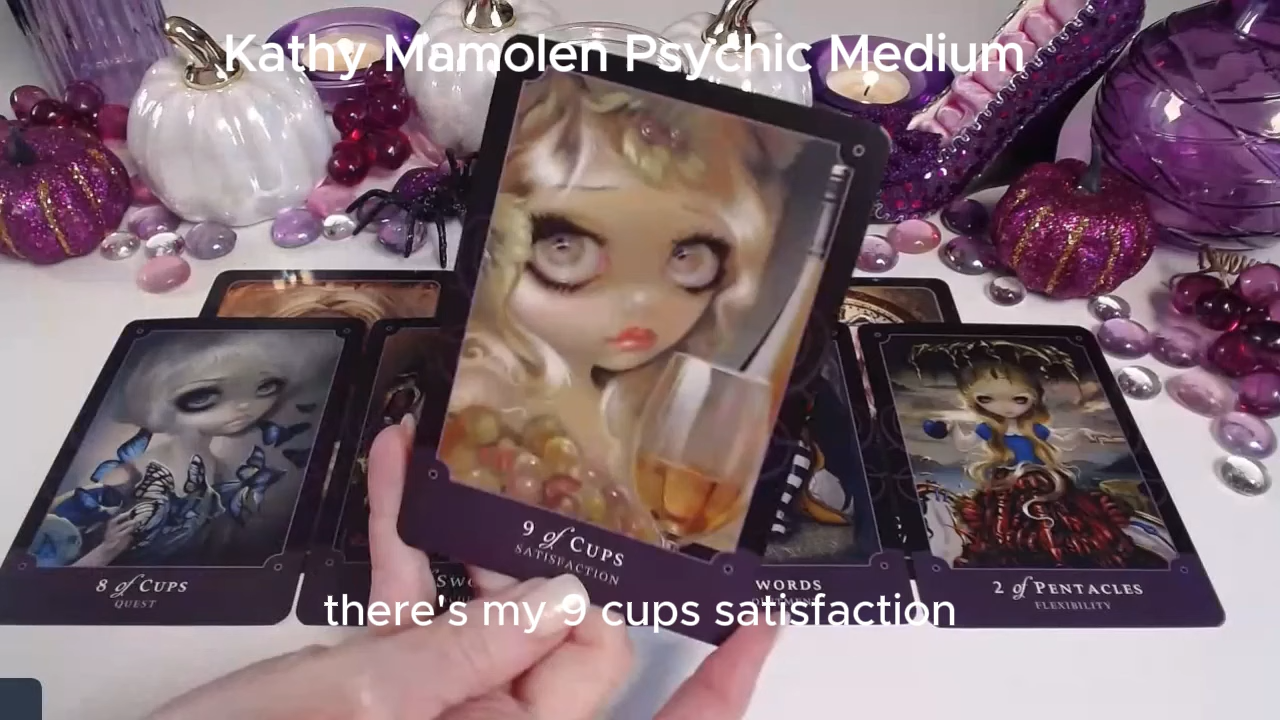 Kathy Mamolen Psychic Medium
9 of CUPS
SATISFACTION
8 of CUPS
QUEST
SWO
WORDS
2 of PENTACLES
FLEXIBILITY
there's my 9 cups satisfaction